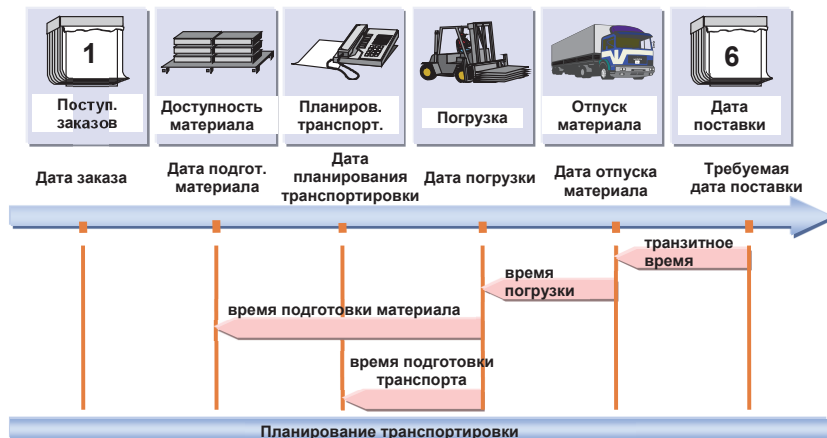 1
Поступ.
заказов
Доступность
материала
Планиров.
транспорт.
Погрузка
Отпуск
материала
6
Дата
поставки
Дата заказа
Дата подгот.
материала
Дата
планирования
транспортировки
Дата погрузки
Дата отпуска
материала
Требуемая
дата поставки
транзитное
время
время
погрузки
время подготовки материала
время подготовки
транспорта
Планирование транспортировки